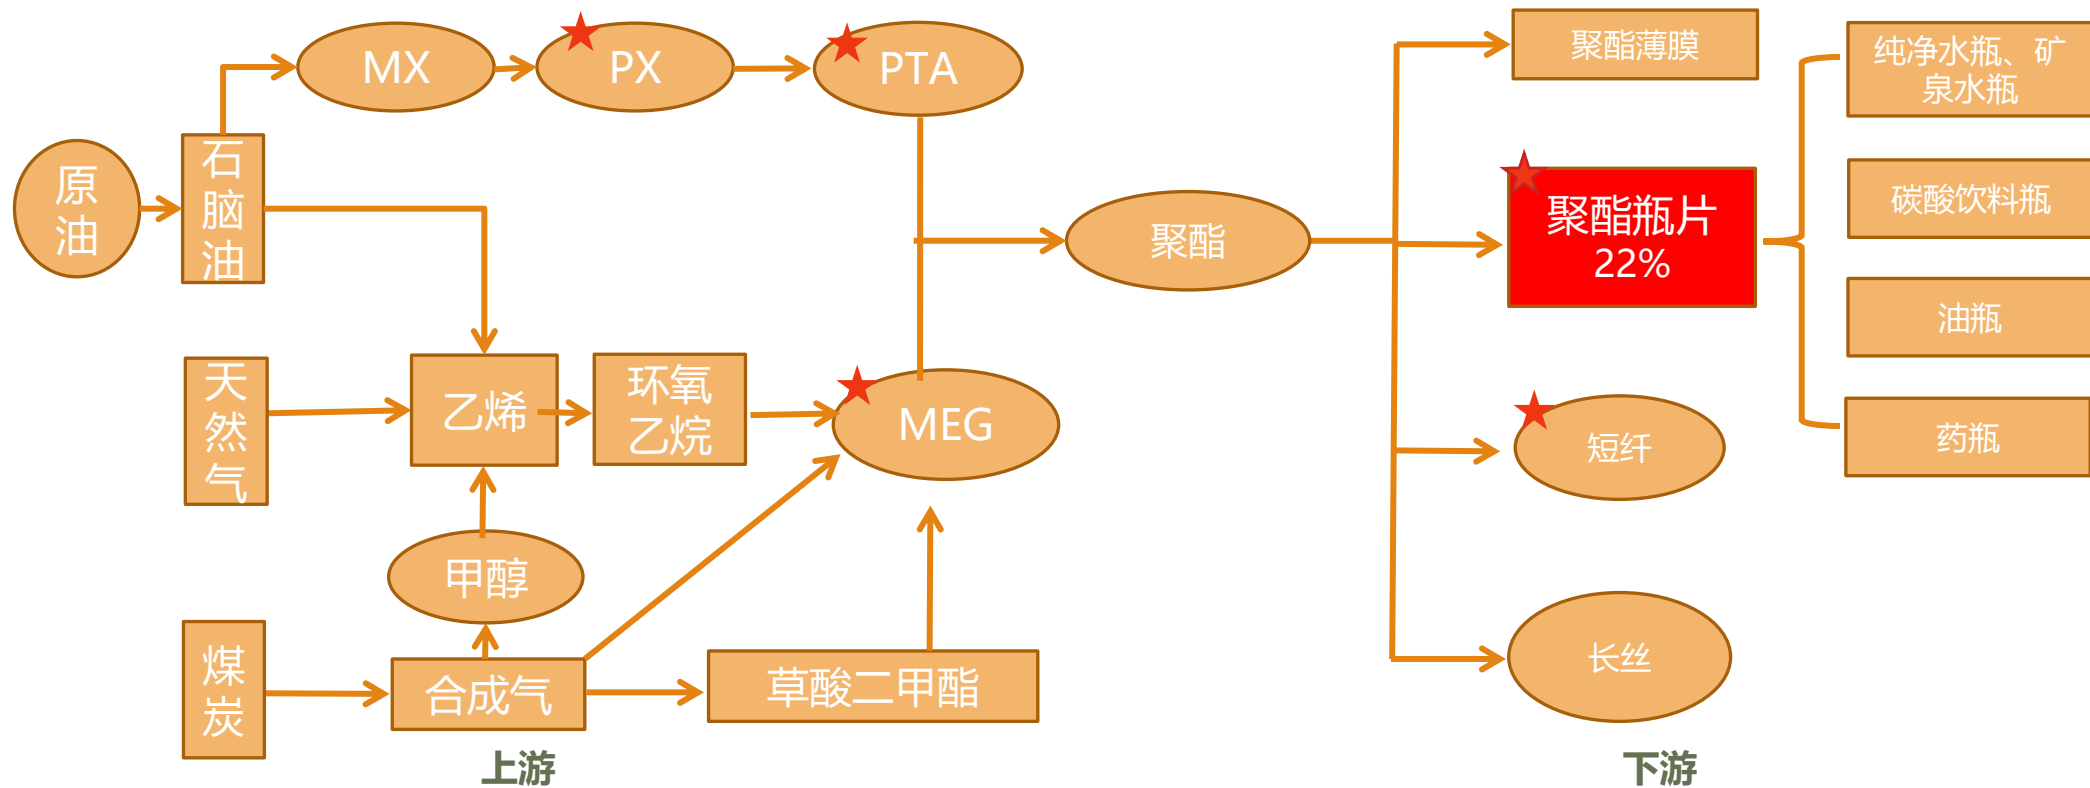 MX
PX
PTA
原
油
石
脑
油
天
然
气
乙烯
环氧
乙烷
MEG
甲醇
煤
炭
合成气
草酸二甲酯
上游
聚酯
聚酯薄膜
聚酯瓶片
22%
短纤
长丝
下游
纯净水瓶、矿
泉水瓶
碳酸饮料瓶
油瓶
药瓶